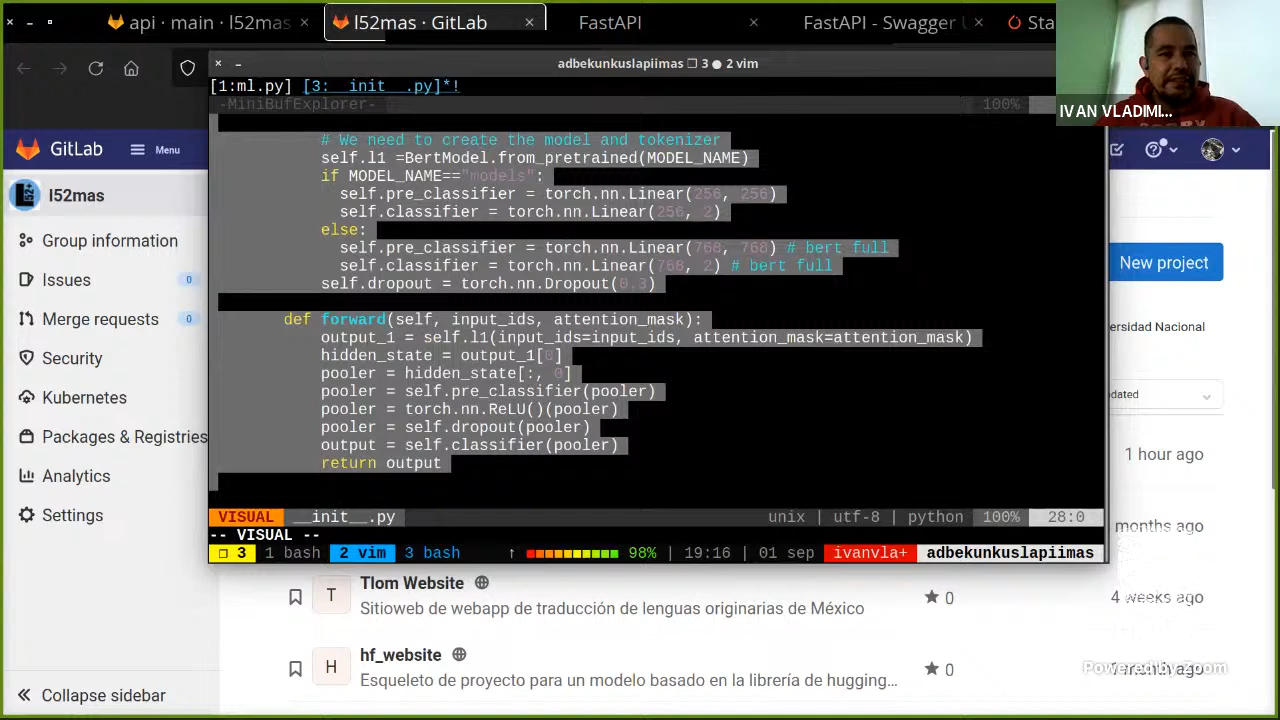 api · main · l52mas
l52mas · GitLab
FastAPI
FastAPI - Swagger
Sta
adbekunkuslapiimas ❐ 3 ● 2 vim
IVAN VLADIMI...
[1:ml.py] [3:__init__.py]*!
-MiniBufExplorer- 100%
# We need to create the model and tokenizer
self.l1 =BertModel.from_pretrained(MODEL_NAME)
if MODEL_NAME=="models":
self.pre_classifier = torch.nn.Linear(256, 256)
self.classifier = torch.nn.Linear(256, 2)
else:
self.pre_classifier = torch.nn.Linear(768, 768) # bert full
self.classifier = torch.nn.Linear(768, 2) # bert full
self.dropout = torch.nn.Dropout(0.3)
def forward(self, input_ids, attention_mask):
output_1 = self.l1(input_ids=input_ids, attention_mask=attention_mask)
hidden_state = output_1[0]
pooler = hidden_state[:, 0]
pooler = self.pre_classifier(pooler)
pooler = torch.nn.ReLU()(pooler)
pooler = self.dropout(pooler)
output = self.classifier(pooler)
return output
VISUAL __init__.py unix | utf-8 | python 100% 28:0
-- VISUAL --
❐ 3 1 bash 2 vim 3 bash ↑ 98% | 19:16 | 01 sep ivanvla+ adbekunkuslapiimas
GitLab
Menu
l52mas
Group information
Issues 0
Merge requests 0
Security
Kubernetes
Packages & Registries
Analytics
Settings
Collapse sidebar
New project
ersidad Nacional
dated
1 hour ago
months ago
T
Tlom Website
Sitioweb de webapp de traducción de lenguas originarias de México
0
4 weeks ago
H
hf_website
Esqueleto de proyecto para un modelo basado en la librería de hugging...
0
month ago
Powered by Zoom